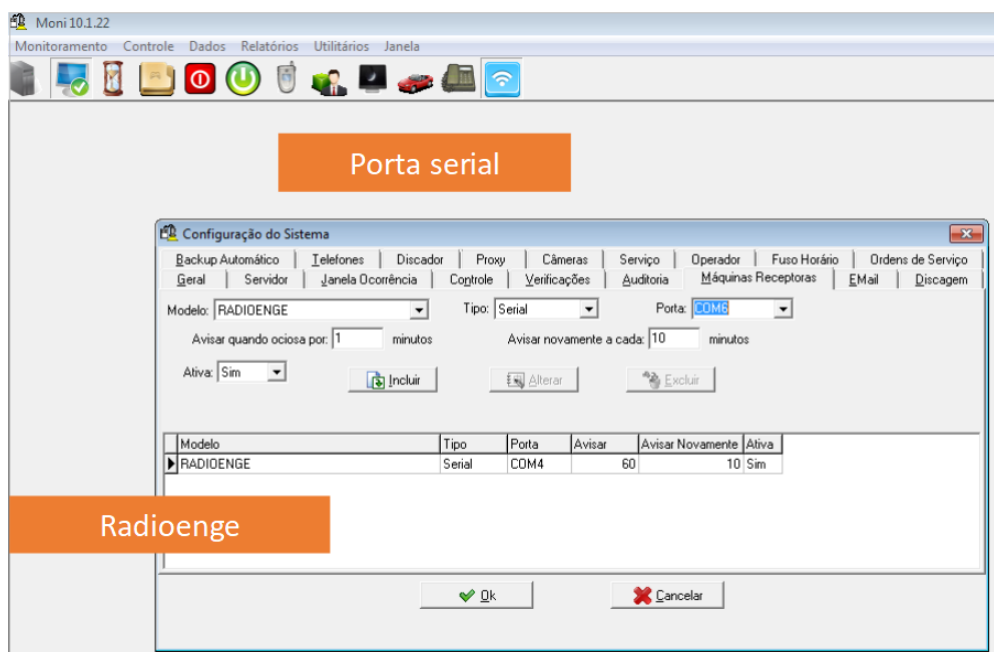 Moni 10.1.22
Monitoramento Controle Dados Relatórios Utilitários Janela
Porta serial
Configuração do Sistema
Backup Automático Telefones Discador Proxy Câmeras Serviço Operador Fuso Horário Ordens de Serviço
Geral Servidor Janela Ocorrência Controle Verificações Auditoria Máquinas Receptoras EMail Discagem
Modelo: RADIOENGE Tipo: Serial Porta: COM6
Avisar quando ociosa por: 1 minutos Avisar novamente a cada: 10 minutos
Ativa: Sim Incluir Alterar Excluir
Modelo Tipo Porta Avisar Avisar Novamente Ativa
RADIOENGE Serial COM4 60 10 Sim
Radioenge
Ok Cancelar